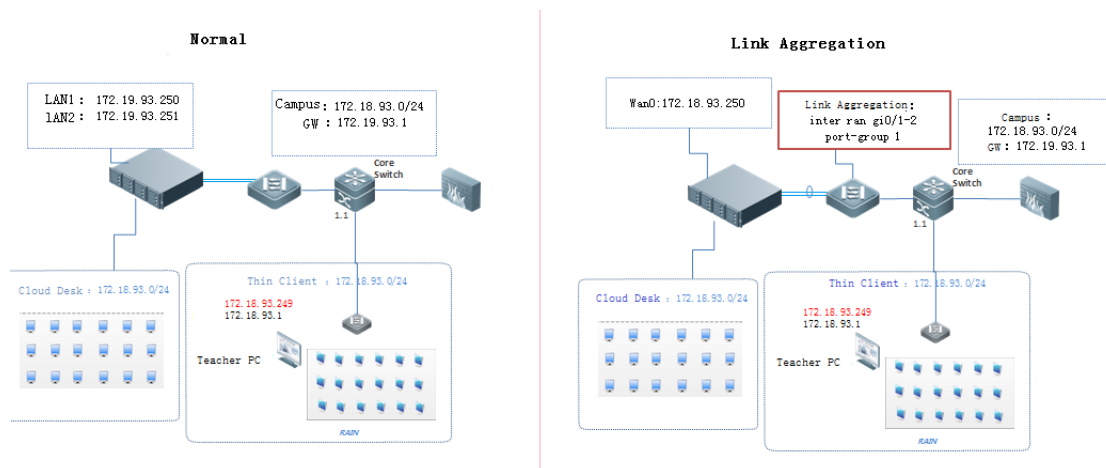 Normal
LAN1： 172.19.93.250
lAN2： 172.19.93.251
Campus：172.18.93.0/24
GW：172.19.93.1
Core
Switch
1.1
Cloud Desk：172.18.93.0/24
Thin Client ：172.18.93.0/24
172.18.93.249
172.18.93.1
Teacher PC
RAIN
Link Aggregation
Wan0:172.18.93.250
Link Aggregation：
inter ran gi0/1-2
port-group 1
Campus ：
172.18.93.0/24
GW：172.19.93.1
Core
Switch
1.1
Cloud Desk：172.18.93.0/24
Thin Client ：172.18.93.0/24
172.18.93.249
172.18.93.1
Teacher PC
RAIN